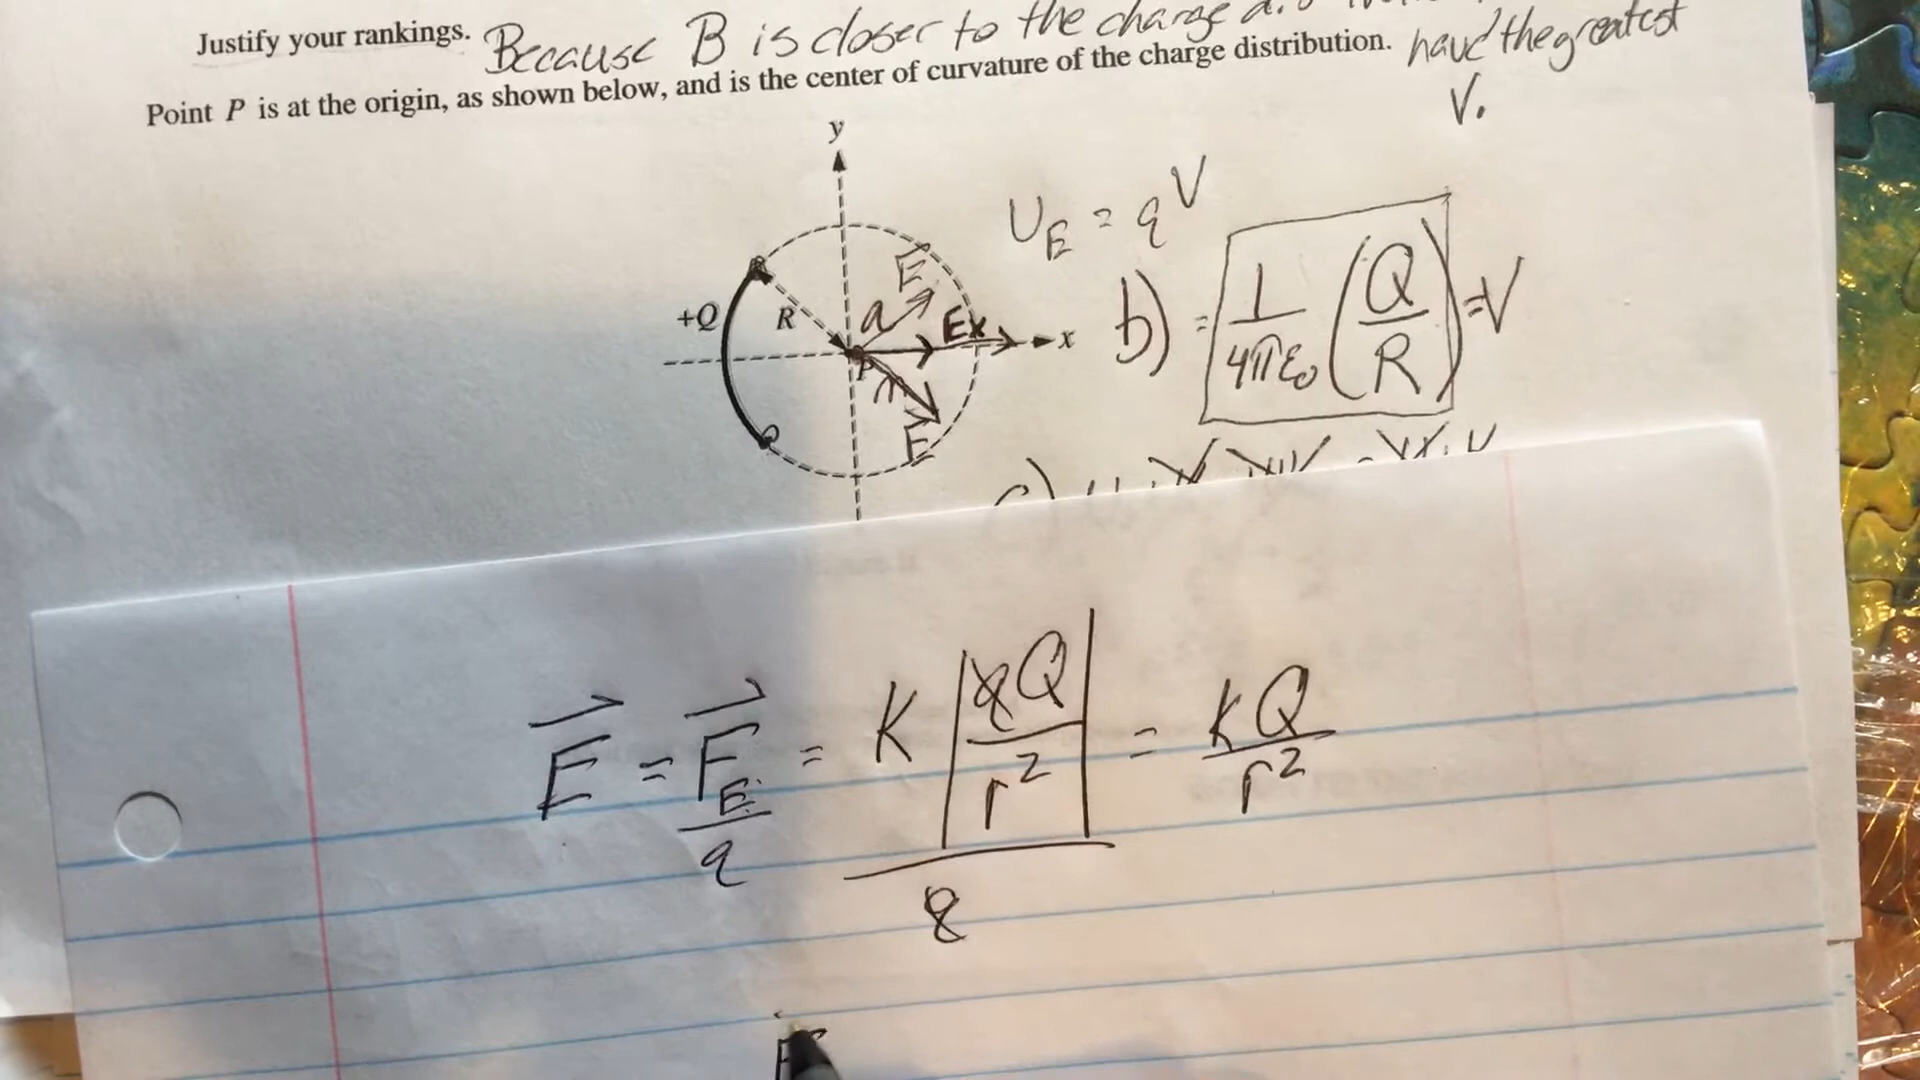 Justify your rankings. Because B is closer to the charge
have the greatest
Point P is at the origin, as shown below, and is the center of curvature of the charge distribution.
V.
y
U_E = qV
E
+Q
R
a
Ex
x
P
E
b) = 1/4πε₀ (Q/R) = V
c)
E⃗ = F⃗_E/q = K |qQ/r²| / q = kQ/r²